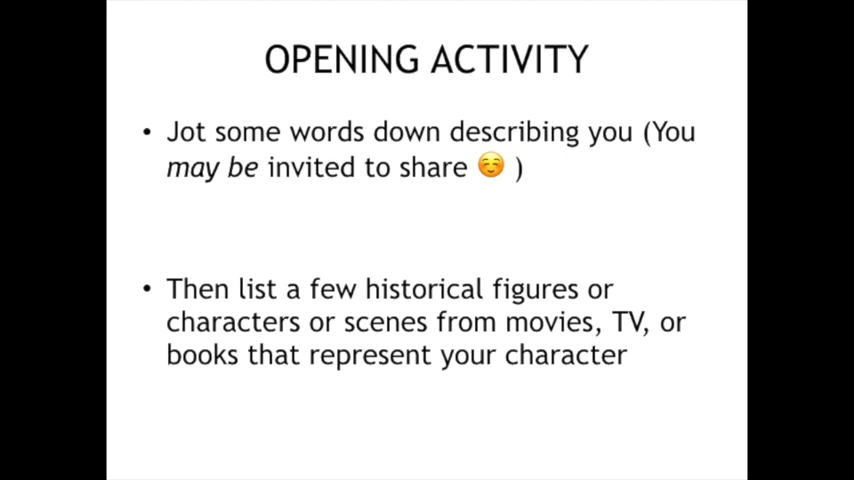 OPENING ACTIVITY
• Jot some words down describing you (You
may be invited to share ☺️ )
• Then list a few historical figures or
characters or scenes from movies, TV, or
books that represent your character